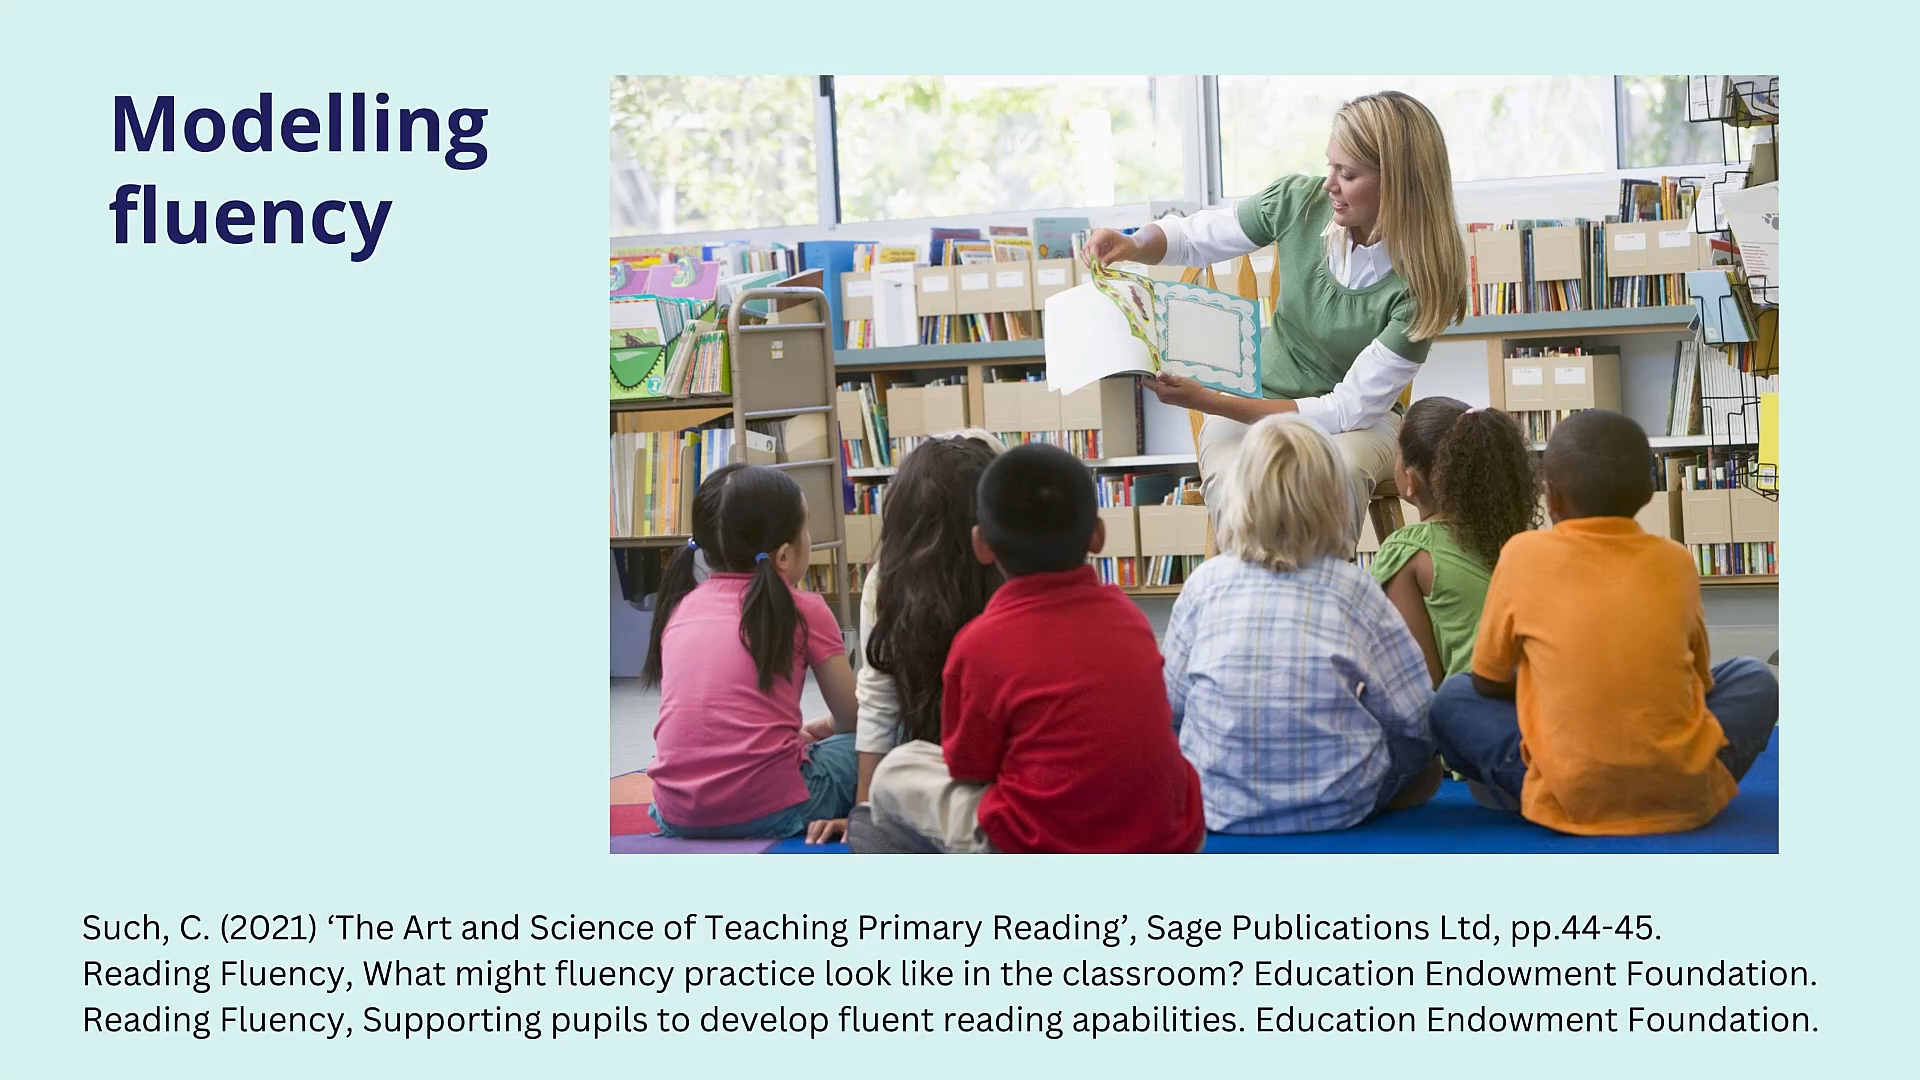 Modelling
fluency
Such, C. (2021) ‘The Art and Science of Teaching Primary Reading’, Sage Publications Ltd, pp.44-45.
Reading Fluency, What might fluency practice look like in the classroom? Education Endowment Foundation.
Reading Fluency, Supporting pupils to develop fluent reading apabilities. Education Endowment Foundation.